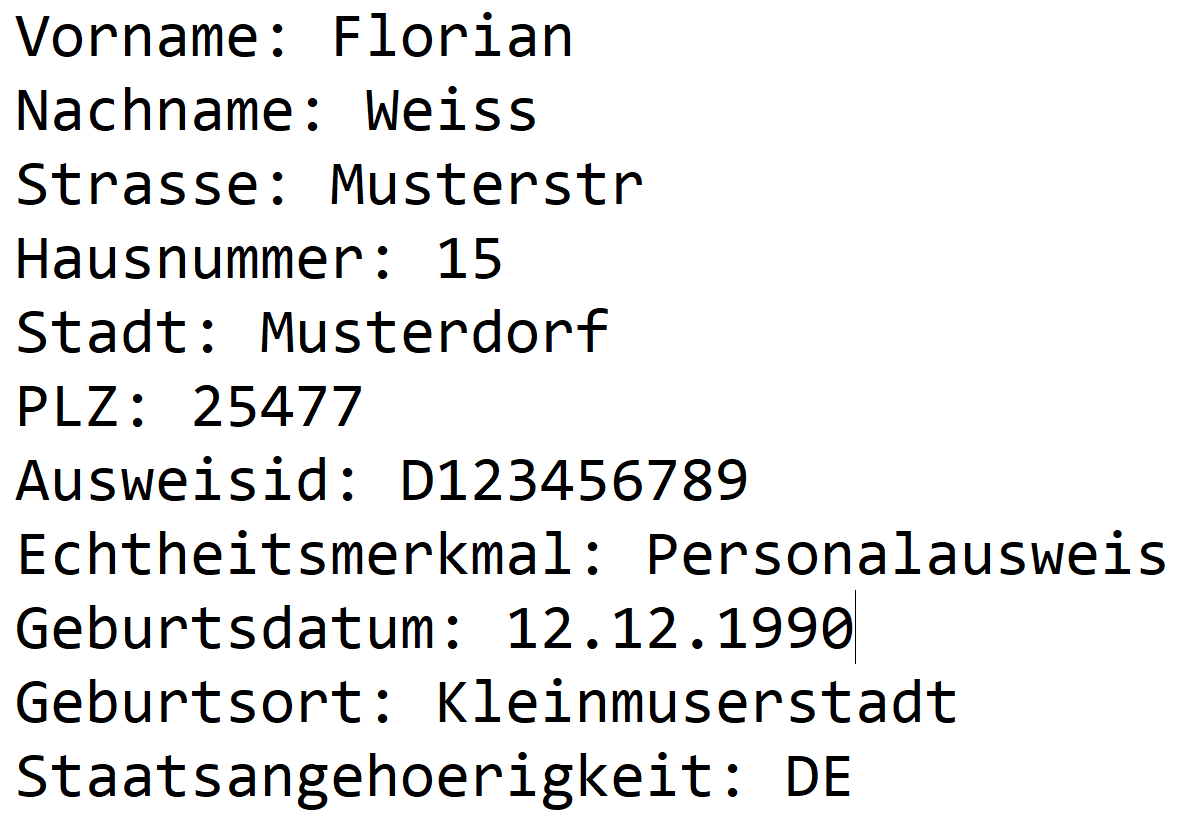 Vorname: Florian
Nachname: Weiss
Strasse: Musterstr
Hausnummer: 15
Stadt: Musterdorf
PLZ: 25477
Ausweisid: D123456789
Echtheitsmerkmal: Personalausweis
Geburtsdatum: 12.12.1990
Geburtsort: Kleinmuserstadt
Staatsangehoerigkeit: DE